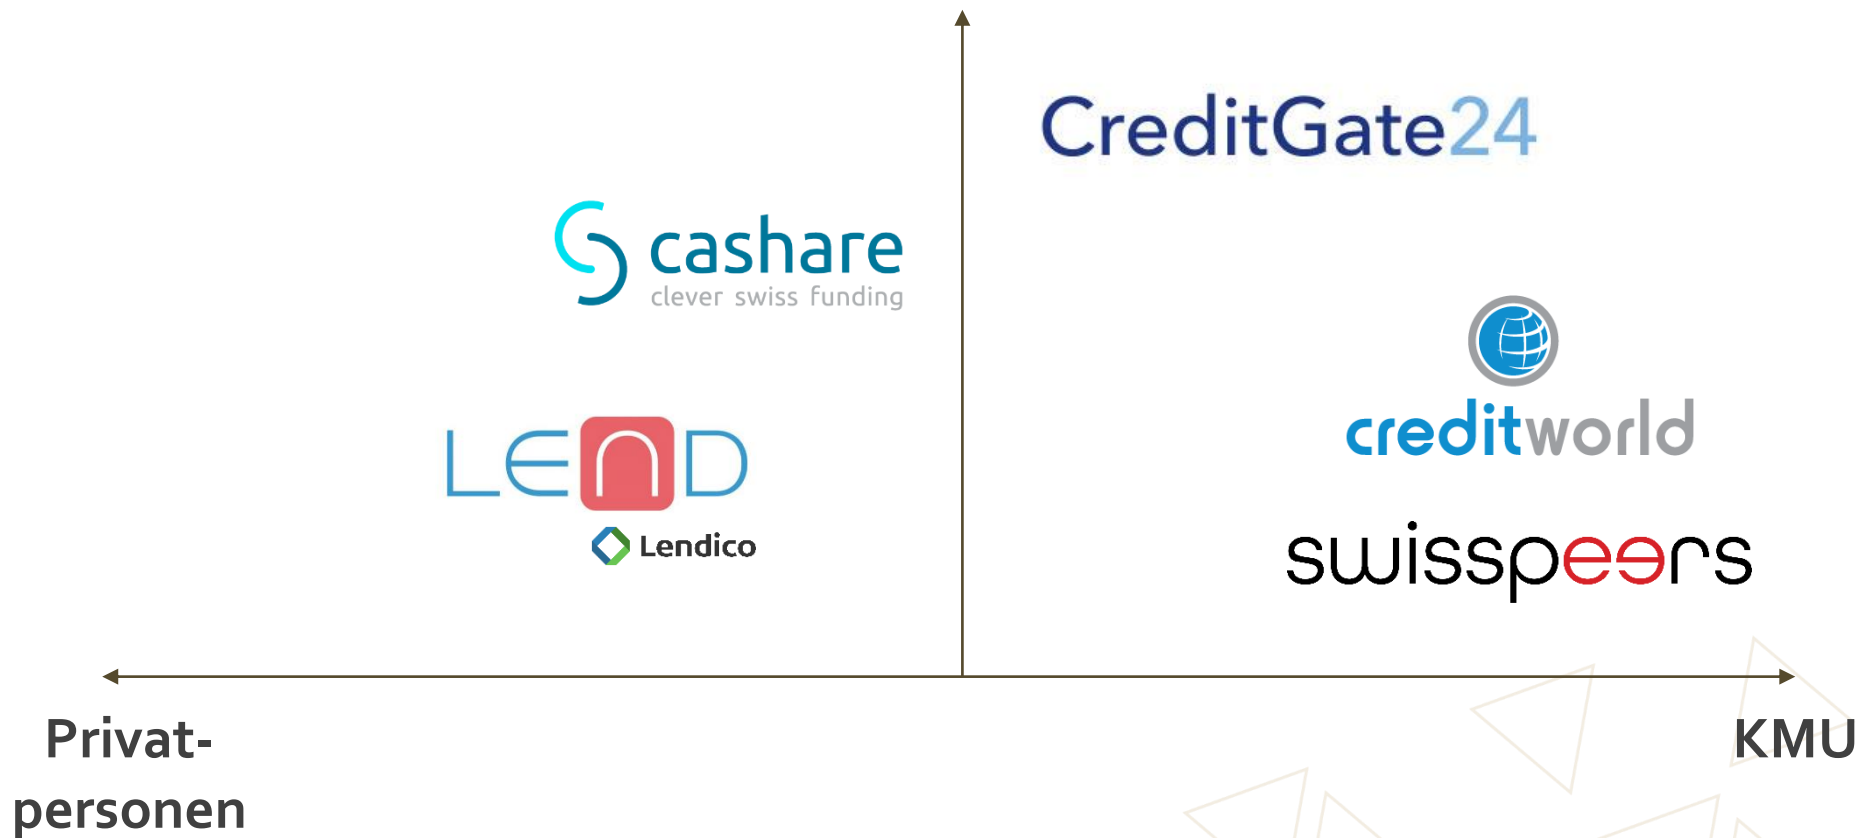 CreditGate24
cashare
clever swiss funding
creditworld
LEND
Lendico
swisspeers
Privat-
personen
KMU